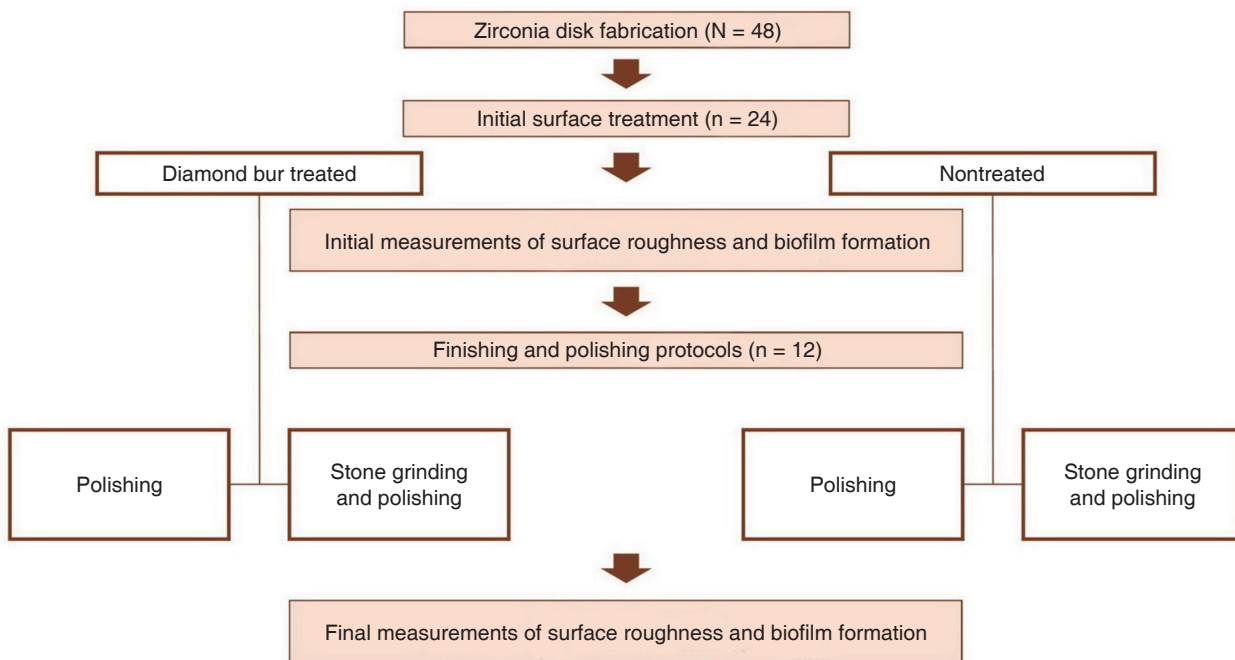 Zirconia disk fabrication (N = 48)
Initial surface treatment (n = 24)
Diamond bur treated
Nontreated
Initial measurements of surface roughness and biofilm formation
Finishing and polishing protocols (n = 12)
Polishing
Stone grinding
and polishing
Polishing
Stone grinding
and polishing
Final measurements of surface roughness and biofilm formation